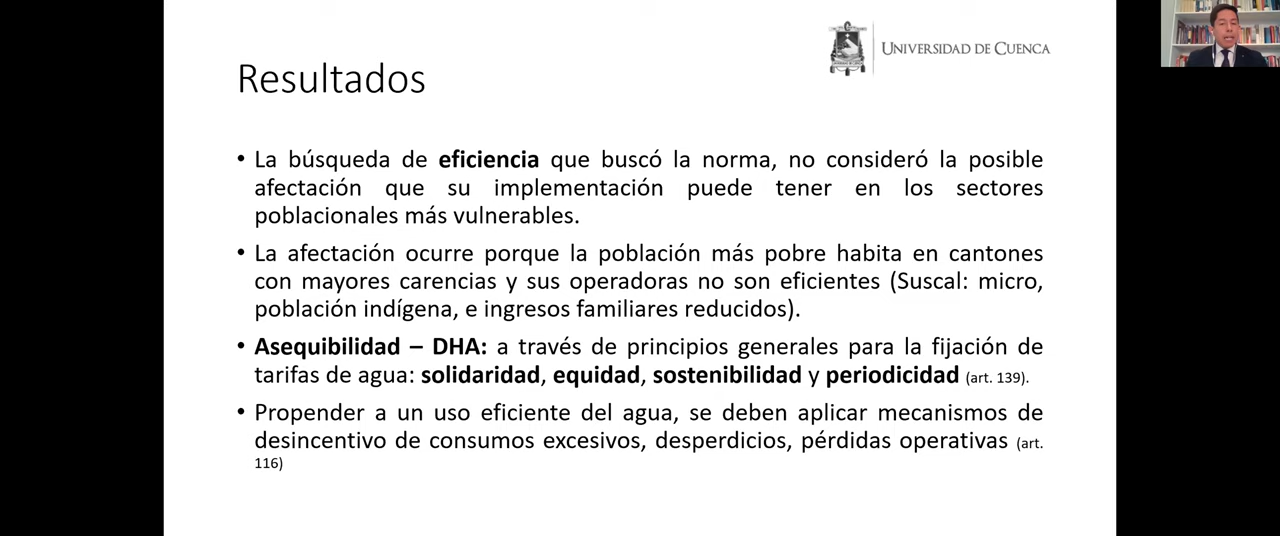 UNIVERSIDAD DE CUENCA
Resultados
• La búsqueda de eficiencia que buscó la norma, no consideró la posible
afectación que su implementación puede tener en los sectores
poblacionales más vulnerables.
• La afectación ocurre porque la población más pobre habita en cantones
con mayores carencias y sus operadoras no son eficientes (Suscal: micro,
población indígena, e ingresos familiares reducidos).
• Asequibilidad – DHA: a través de principios generales para la fijación de
tarifas de agua: solidaridad, equidad, sostenibilidad y periodicidad (art. 139).
• Propender a un uso eficiente del agua, se deben aplicar mecanismos de
desincentivo de consumos excesivos, desperdicios, pérdidas operativas (art.
116)